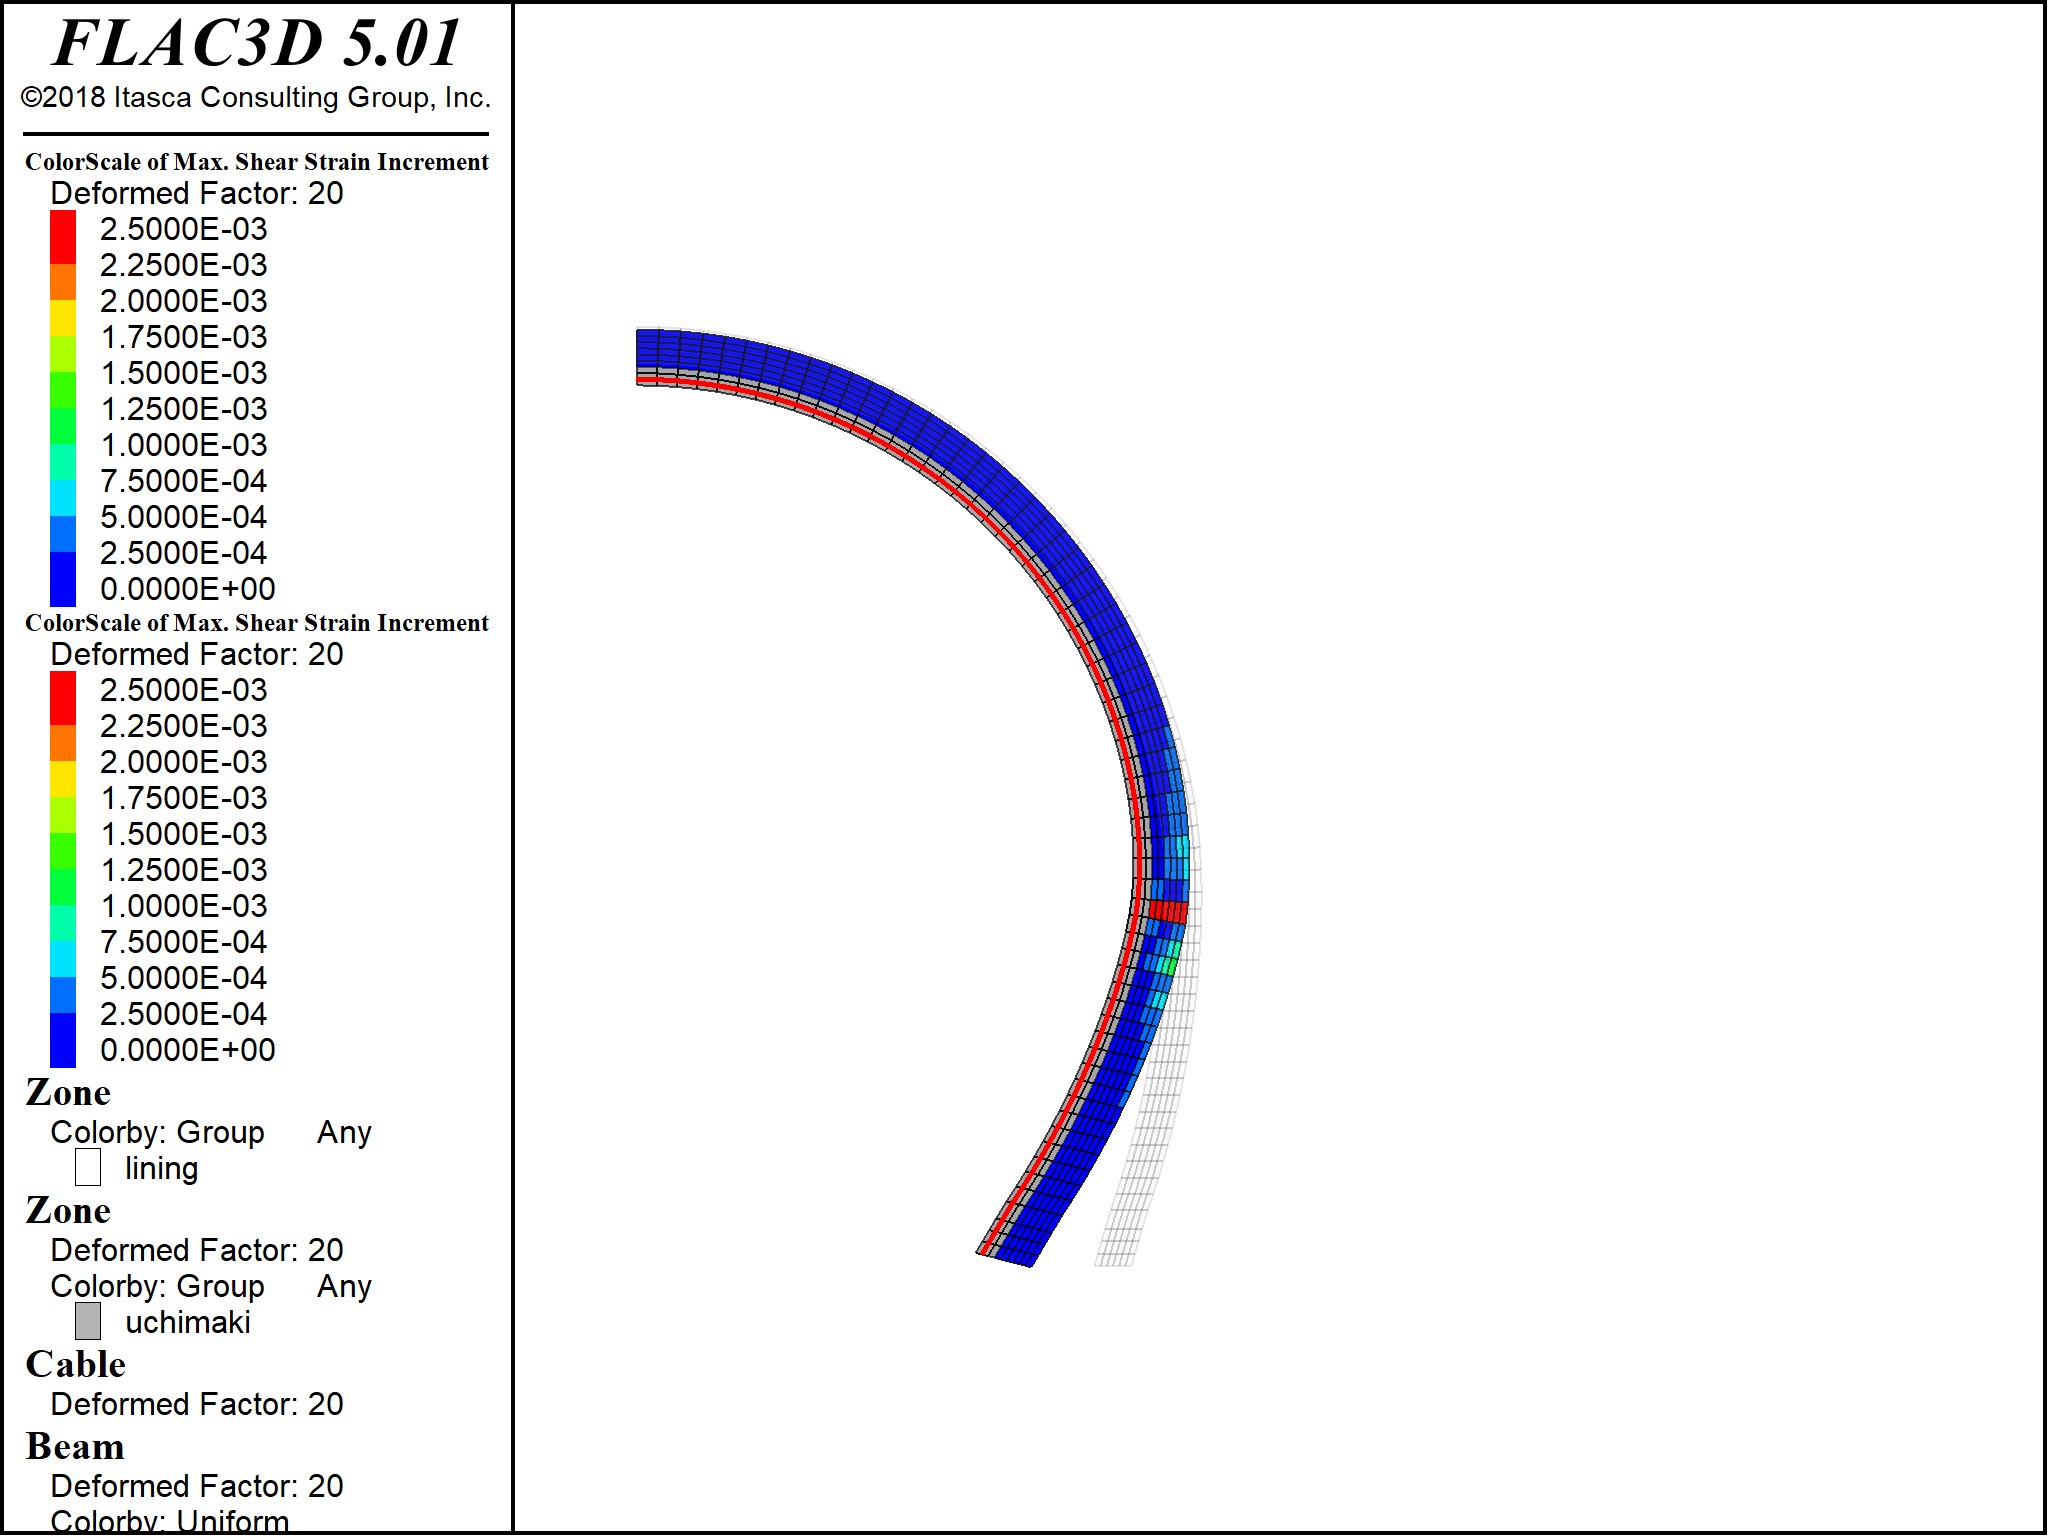 FLAC3D 5.01
©2018 Itasca Consulting Group, Inc.
ColorScale of Max. Shear Strain Increment
Deformed Factor: 20
2.5000E-03
2.2500E-03
2.0000E-03
1.7500E-03
1.5000E-03
1.2500E-03
1.0000E-03
7.5000E-04
5.0000E-04
2.5000E-04
0.0000E+00
ColorScale of Max. Shear Strain Increment
Deformed Factor: 20
2.5000E-03
2.2500E-03
2.0000E-03
1.7500E-03
1.5000E-03
1.2500E-03
1.0000E-03
7.5000E-04
5.0000E-04
2.5000E-04
0.0000E+00
Zone
Colorby: Group Any
lining
Zone
Deformed Factor: 20
Colorby: Group Any
uchimaki
Cable
Deformed Factor: 20
Beam
Deformed Factor: 20
Colorby: Uniform